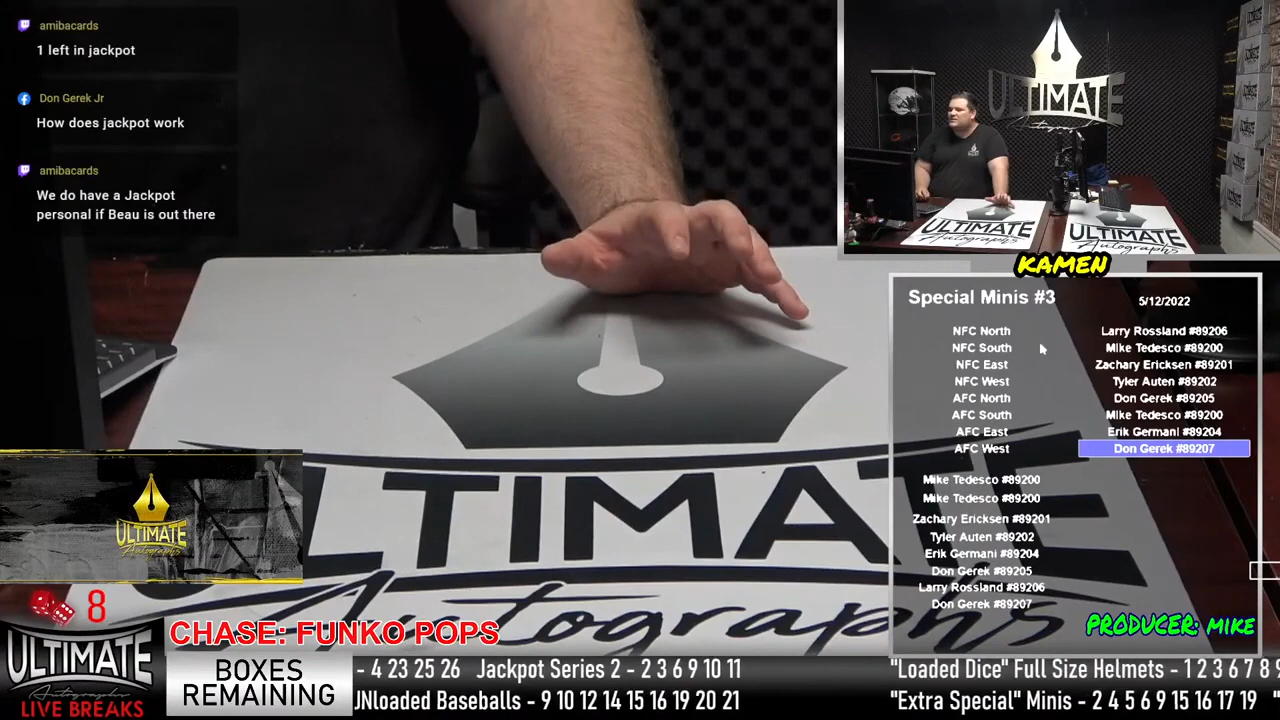 amibacards
1 left in jackpot
Don Gerek Jr
How does jackpot work
amibacards
We do have a Jackpot
personal if Beau is out there
ULTIMATE
ULTIMATE
Autographs
ULTIMATE
Autographs
KAMEN
Special Minis #3
5/12/2022
NFC North Larry Rossland #89206
NFC South Mike Tedesco #89200
NFC East Zachary Ericksen #89201
NFC West Tyler Auten #89202
AFC North Don Gerek #89205
AFC South Mike Tedesco #89200
AFC East Erik Germani #89204
AFC West Don Gerek #89207
Mike Tedesco #89200
Mike Tedesco #89200
Zachary Ericksen #89201
Tyler Auten #89202
Erik Germani #89204
Don Gerek #89205
Larry Rossland #89206
Don Gerek #89207
PRODUCER: MIKE
LTIMA
Autographs
ULTIMATE
Autographs
8
CHASE: FUNKO POPS
ULTIMATE
Autographs
LIVE BREAKS
BOXES
REMAINING
- 4 23 25 26 Jackpot Series 2 - 2 3 6 9 10 11 "Loaded Dice" Full Size Helmets - 1 2 3 6 7 8
JNloaded Baseballs - 9 10 12 14 15 16 19 20 21 "Extra Special" Minis - 2 4 5 6 9 15 16 17 19